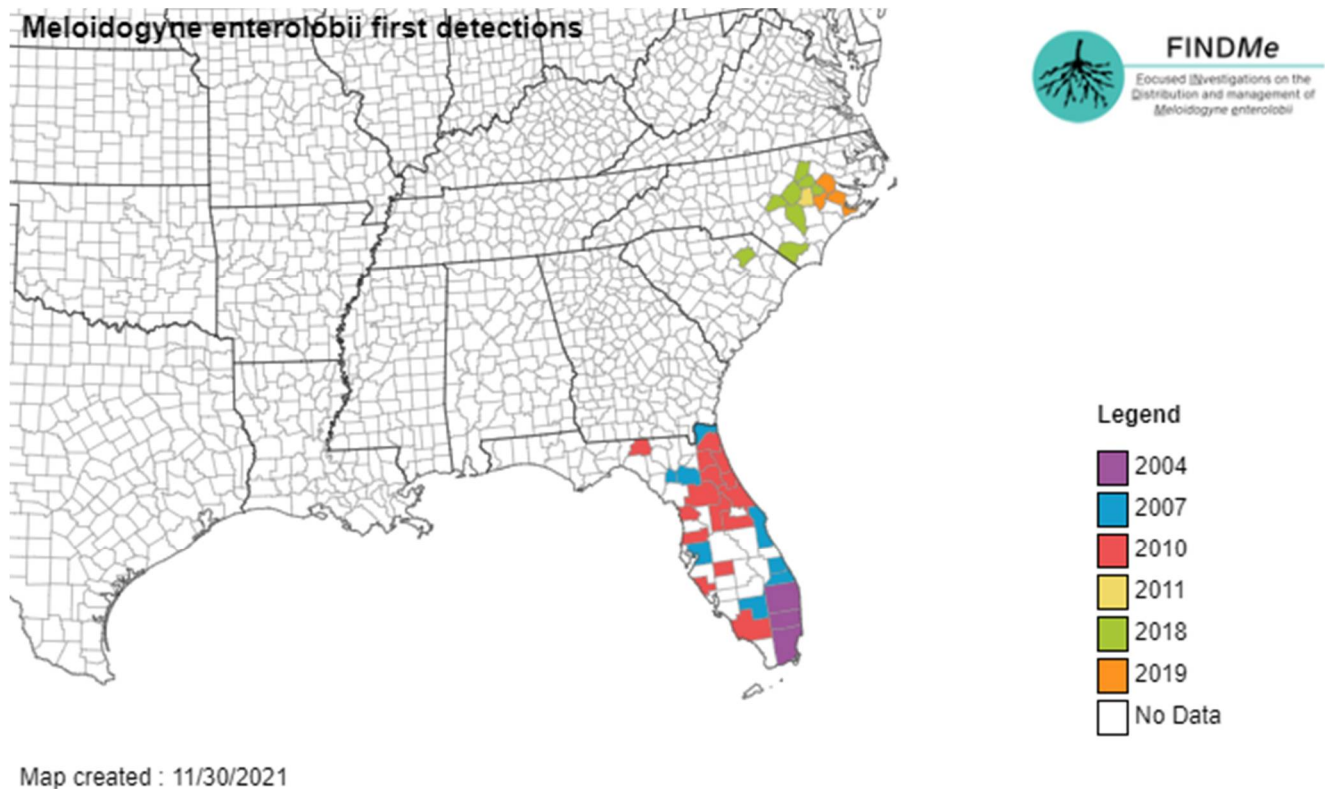 Meloidogyne enterolobii first detections
FINDMe
Focused INvestigations on the
Distribution and management of
Meloidogyne enterolobii
Legend
2004
2007
2010
2011
2018
2019
No Data
Map created : 11/30/2021